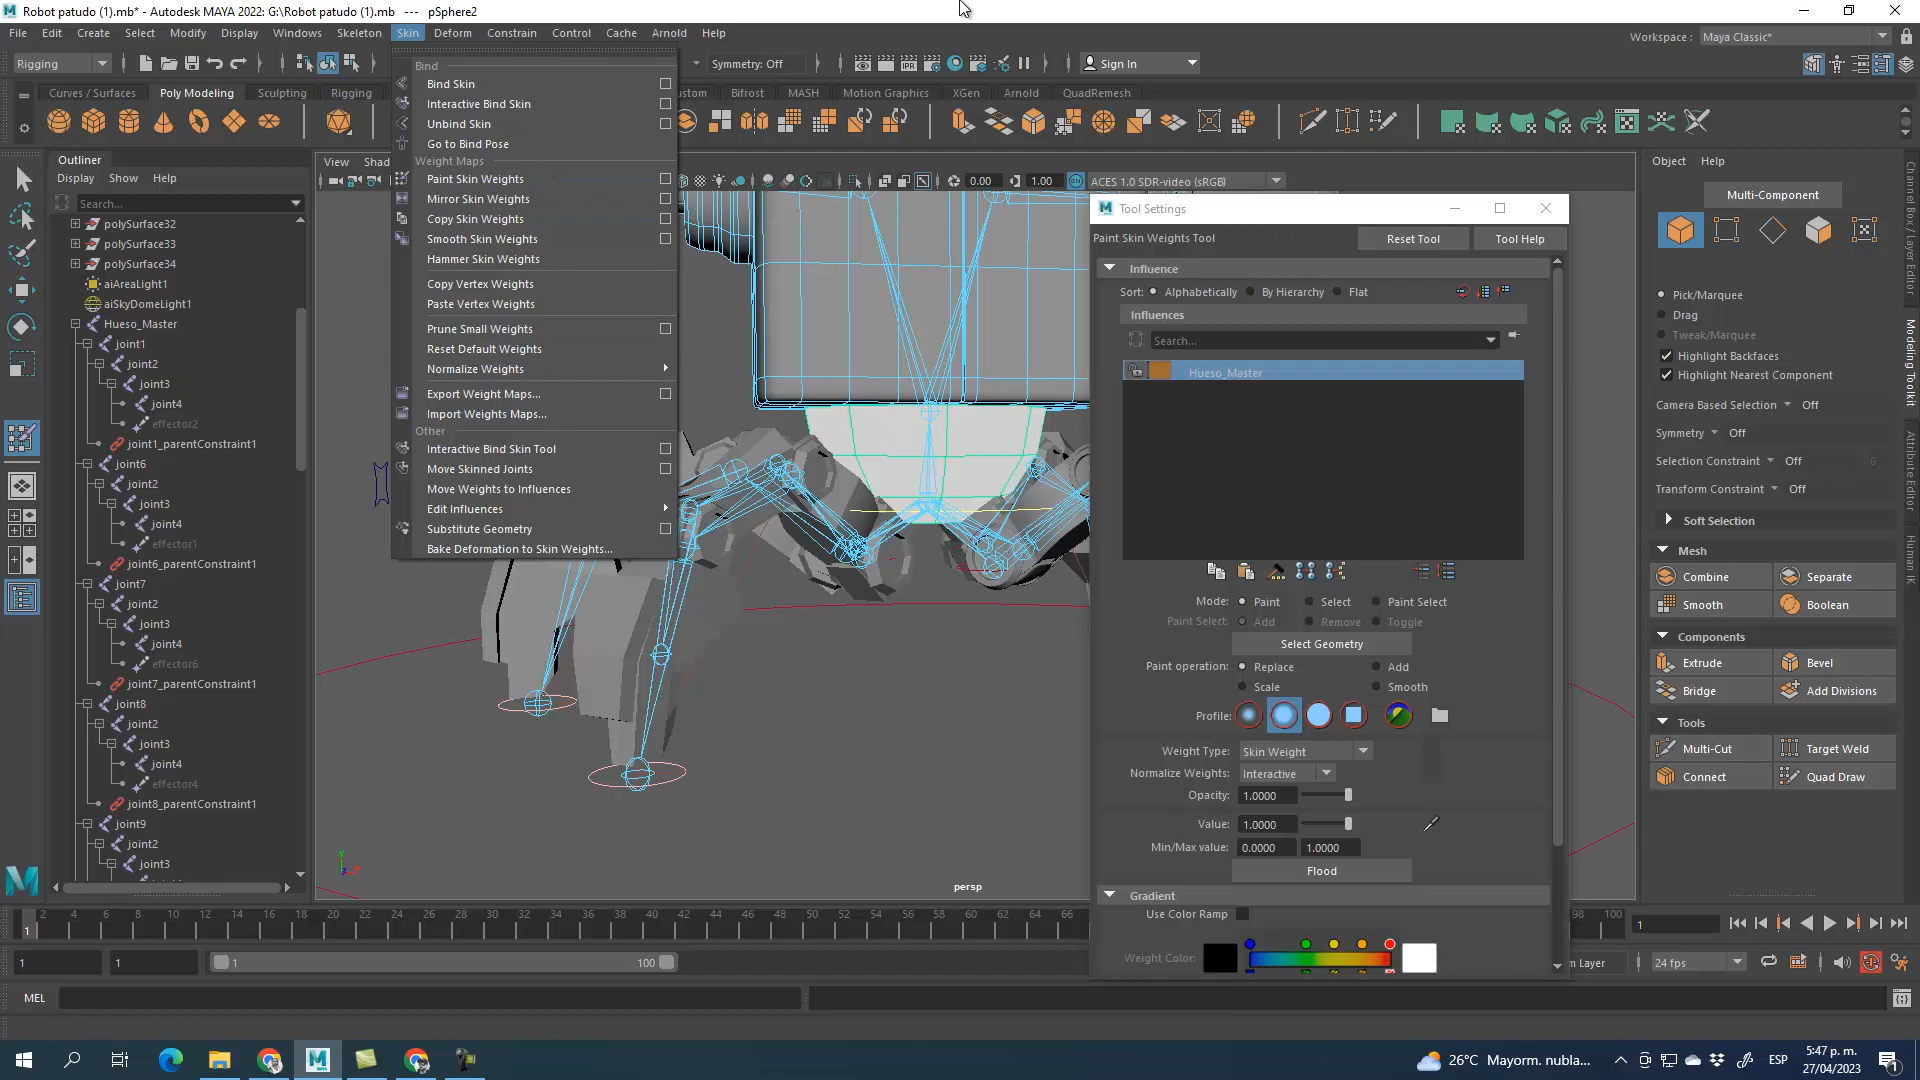 Robot patudo (1).mb* - Autodesk MAYA 2022: G:\Robot patudo (1).mb --- pSphere2
File Edit Create Select Modify Display Windows Skeleton Skin Deform Constrain Control Cache Arnold Help
Workspace : Maya Classic*
Rigging
Symmetry: Off
Sign In
Curves / Surfaces Poly Modeling Sculpting Rigging
ustom Bifrost MASH Motion Graphics XGen Arnold QuadRemesh
Bind
Bind Skin
Interactive Bind Skin
Unbind Skin
Go to Bind Pose
Weight Maps
Paint Skin Weights
Mirror Skin Weights
Copy Skin Weights
Smooth Skin Weights
Hammer Skin Weights
Copy Vertex Weights
Paste Vertex Weights
Prune Small Weights
Reset Default Weights
Normalize Weights
Export Weight Maps...
Import Weights Maps...
Other
Interactive Bind Skin Tool
Move Skinned Joints
Move Weights to Influences
Edit Influences
Substitute Geometry
Bake Deformation to Skin Weights...
Outliner
Display Show Help
Search...
polySurface32
polySurface33
polySurface34
aiAreaLight1
aiSkyDomeLight1
Hueso_Master
joint1
joint2
joint3
joint4
effector2
joint1_parentConstraint1
joint6
joint2
joint3
joint4
effector1
joint6_parentConstraint1
joint7
joint2
joint3
joint4
effector6
joint7_parentConstraint1
joint8
joint2
joint3
joint4
effector4
joint8_parentConstraint1
joint9
joint2
joint3
View Shad
0.00 1.00 ACES 1.0 SDR-video (sRGB)
persp
Tool Settings
Paint Skin Weights Tool
Reset Tool Tool Help
Influence
Sort: Alphabetically By Hierarchy Flat
Influences
Search...
Hueso_Master
Mode: Paint Select Paint Select
Paint Select: Add Remove Toggle
Select Geometry
Paint operation: Replace Add
Scale Smooth
Profile:
Weight Type: Skin Weight
Normalize Weights: Interactive
Opacity: 1.0000
Value: 1.0000
Min/Max value: 0.0000 1.0000
Flood
Gradient
Use Color Ramp
Weight Color:
Object Help
Multi-Component
Pick/Marquee
Drag
Tweak/Marquee
Highlight Backfaces
Highlight Nearest Component
Camera Based Selection Off
Symmetry Off
Selection Constraint Off 0
Transform Constraint Off
Soft Selection
Mesh
Combine Separate
Smooth Boolean
Components
Extrude Bevel
Bridge Add Divisions
Tools
Multi-Cut Target Weld
Connect Quad Draw
Channel Box / Layer Editor
Modeling Toolkit
Attribute Editor
Human IK
2 4 6 8 10 12 14 16 18 20 22 24 26 28 30 32 34 36 38 40 42 44 46 48 50 52 54 56 58 60 62 64 66 98 100
1
1
1 1 1 100 m Layer 24 fps
MEL
26°C Mayorm. nubla... ESP
5:47 p. m.
27/04/2023
1